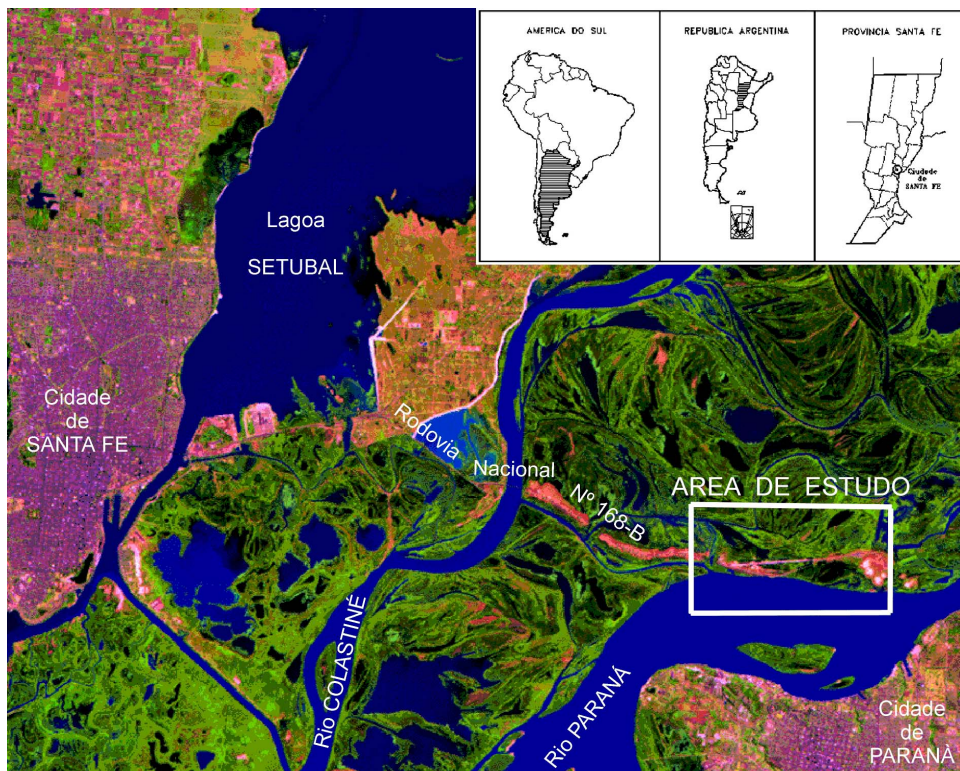 AMERICA DO SUL
REPUBLICA ARGENTINA
PROVINCIA SANTA FE
Ciudade
de
SANTA FE
Lagoa
SETUBAL
Cidade
de
SANTA FE
Rodovia
Nacional
Nº 168-B
AREA DE ESTUDO
Rio COLASTINÉ
Rio PARANÁ
Cidade
de
PARANÀ